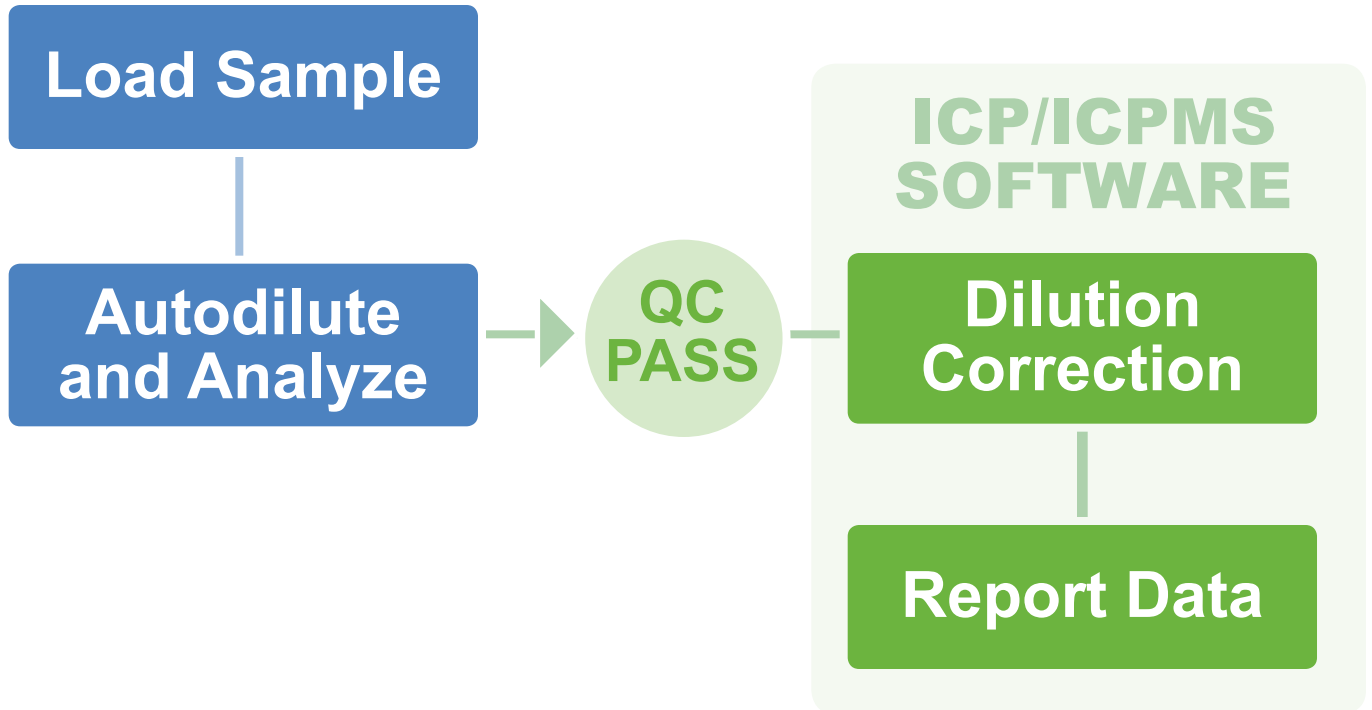 Load Sample
Autodilute
and Analyze
QC
PASS
ICP/ICPMS
SOFTWARE
Dilution
Correction
Report Data